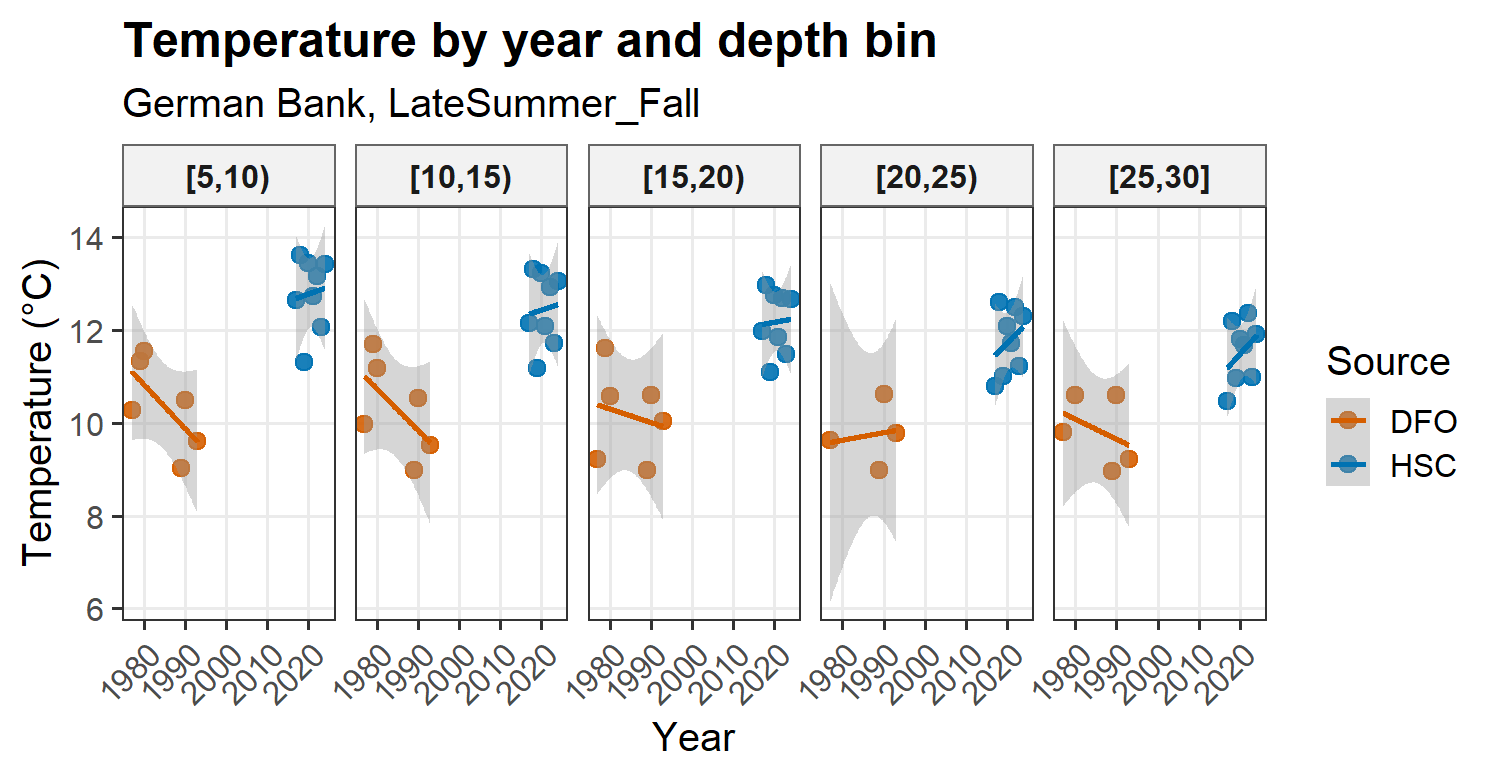 Temperature by year and depth bin
German Bank, LateSummer_Fall
[5,10) [10,15) [15,20) [20,25) [25,30]
14
12
10
8
6
Temperature (°C)
1980 1990 2000 2010 2020 1980 1990 2000 2010 2020 1980 1990 2000 2010 2020 1980 1990 2000 2010 2020 1980 1990 2000 2010 2020
Year
Source
DFO
HSC